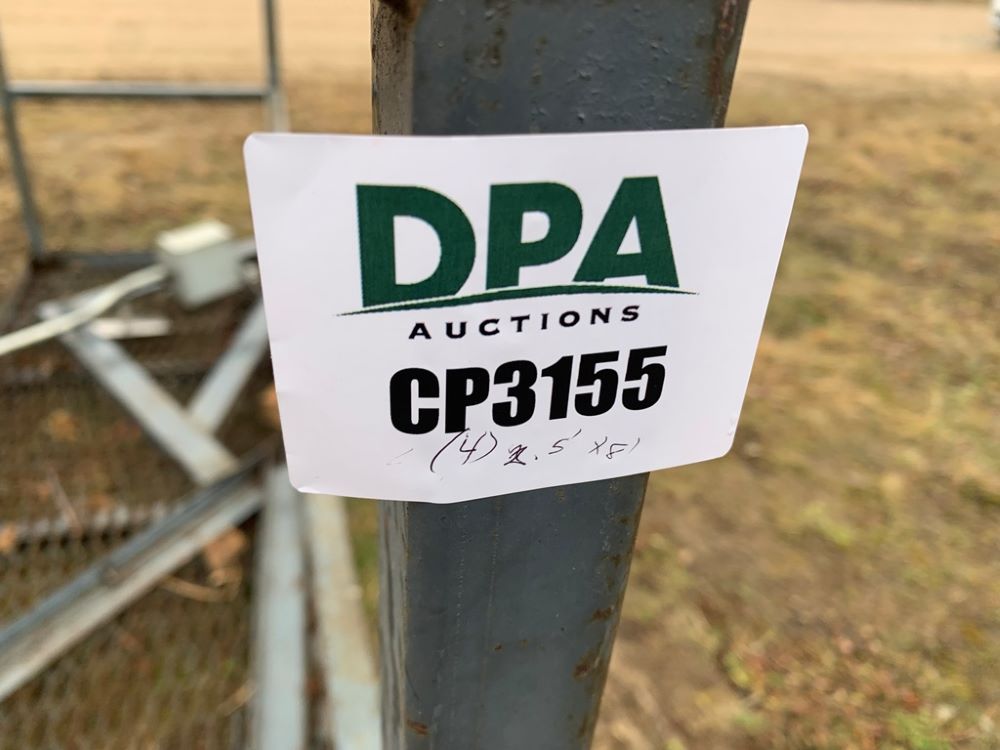 DPA
AUCTIONS
CP3155
(4) 2.5' x 8'